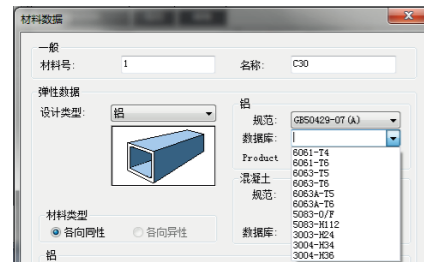 材料数据
一般
材料号: 1 名称: C30
弹性数据
设计类型: 铝
铝
规范: GB50429-07(A)
数据库:
Product
6061-T4
6061-T6
6063-T5
6063-T6
6063A-T5
6063A-T6
5083-O/F
5083-H112
3003-H24
3004-H34
3004-H36
混凝土
规范:
数据库:
材料类型
各向同性 各向异性
铝